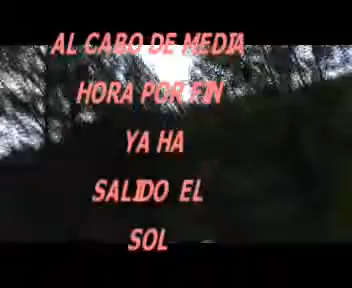 AL CABO DE MEDIA
HORA POR FIN
YA HA
SALIDO EL
SOL